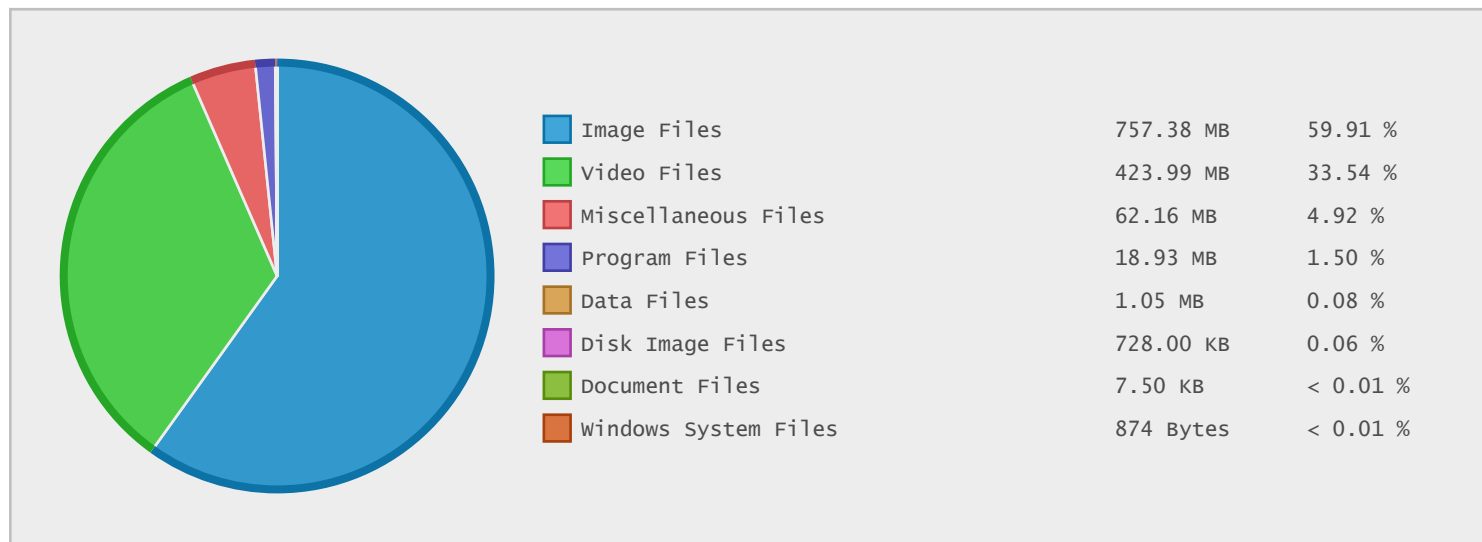 Image Files 757.38 MB 59.91 %
Video Files 423.99 MB 33.54 %
Miscellaneous Files 62.16 MB 4.92 %
Program Files 18.93 MB 1.50 %
Data Files 1.05 MB 0.08 %
Disk Image Files 728.00 KB 0.06 %
Document Files 7.50 KB < 0.01 %
Windows System Files 874 Bytes < 0.01 %